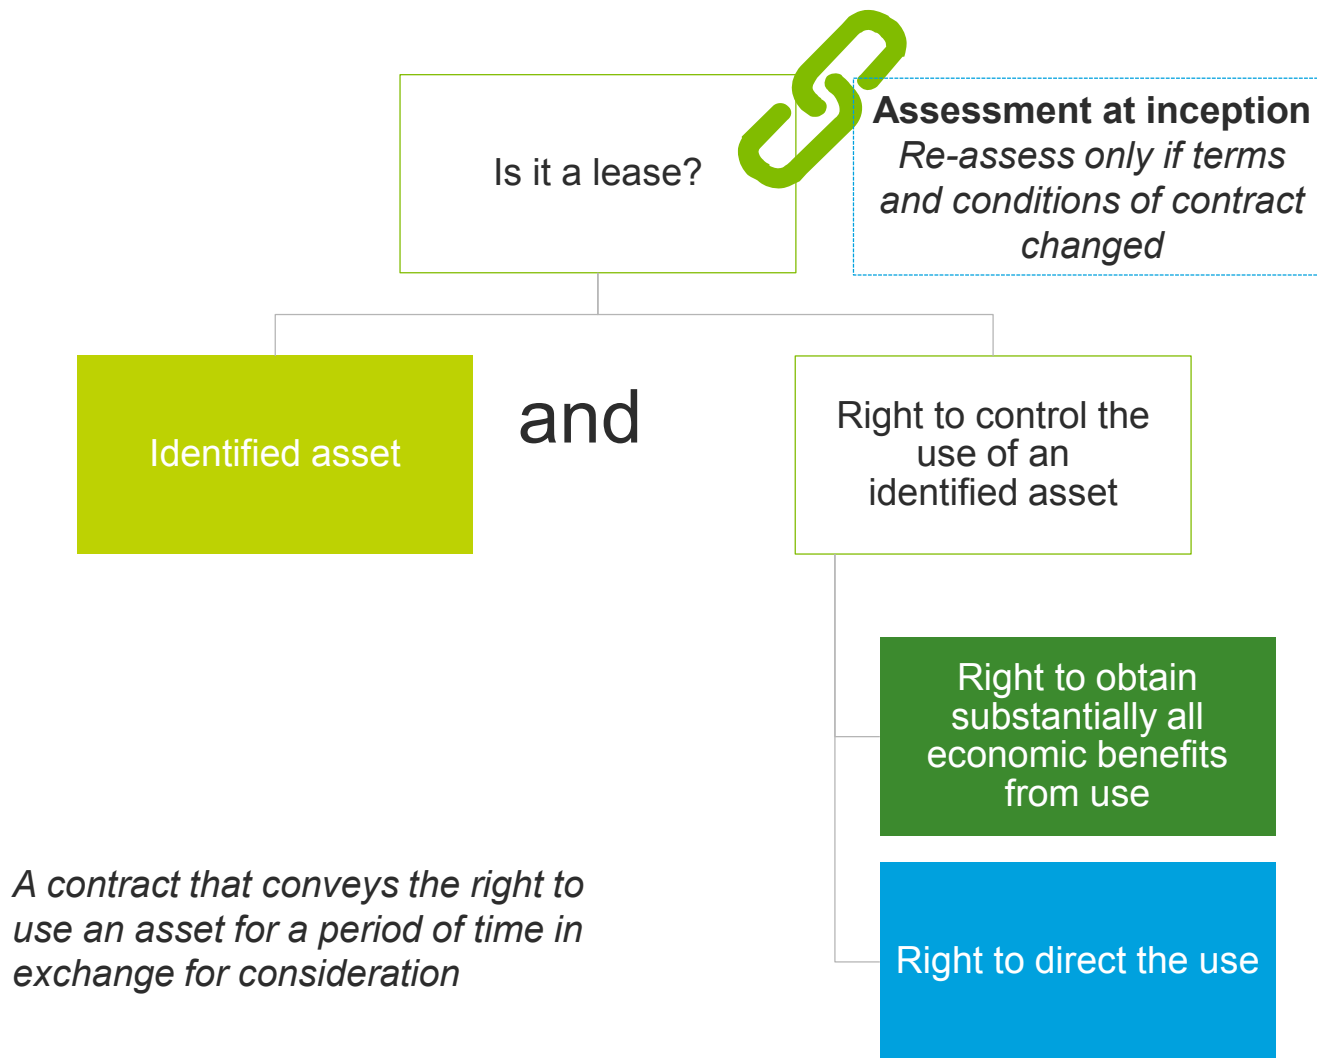 Is it a lease?
Assessment at inception
Re-assess only if terms
and conditions of contract
changed
Identified asset
and
Right to control the
use of an
identified asset
Right to obtain
substantially all
economic benefits
from use
A contract that conveys the right to
use an asset for a period of time in
exchange for consideration
Right to direct the use